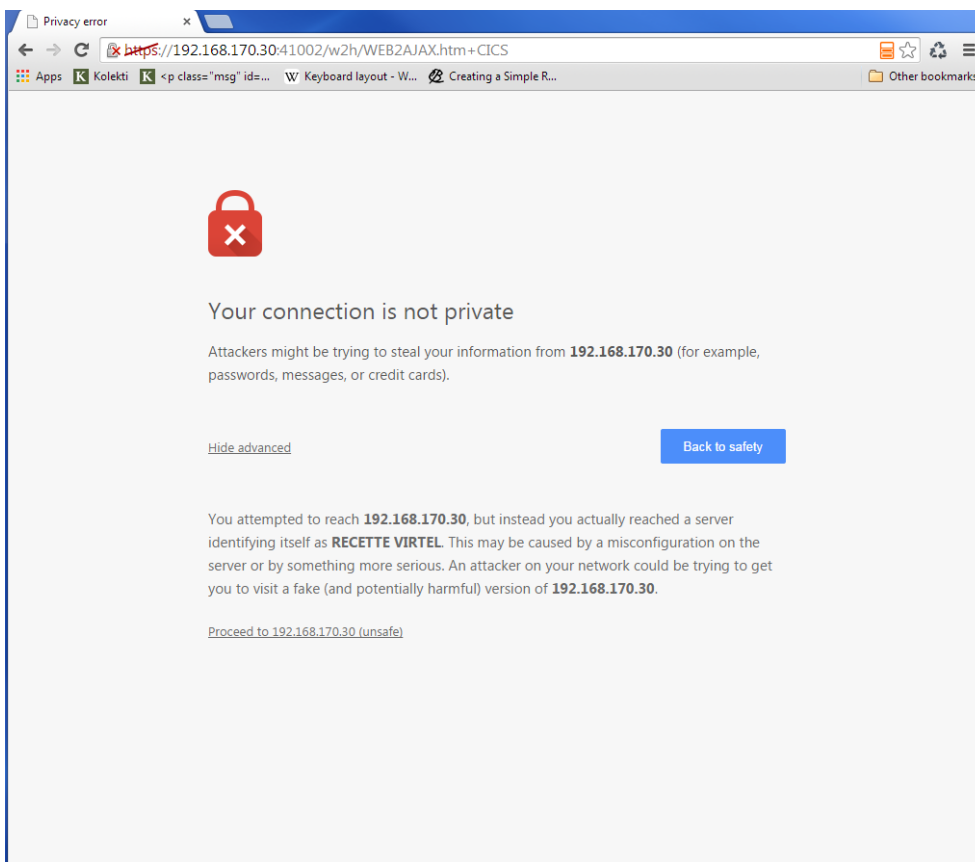 Privacy error
https://192.168.170.30:41002/w2h/WEB2AJAX.htm+CICS
Apps K Kolekti K <p class="msg" id=... W Keyboard layout - W... Creating a Simple R... Other bookmarks
Your connection is not private
Attackers might be trying to steal your information from 192.168.170.30 (for example,
passwords, messages, or credit cards).
Hide advanced Back to safety
You attempted to reach 192.168.170.30, but instead you actually reached a server
identifying itself as RECETTE VIRTEL. This may be caused by a misconfiguration on the
server or by something more serious. An attacker on your network could be trying to get
you to visit a fake (and potentially harmful) version of 192.168.170.30.
Proceed to 192.168.170.30 (unsafe)